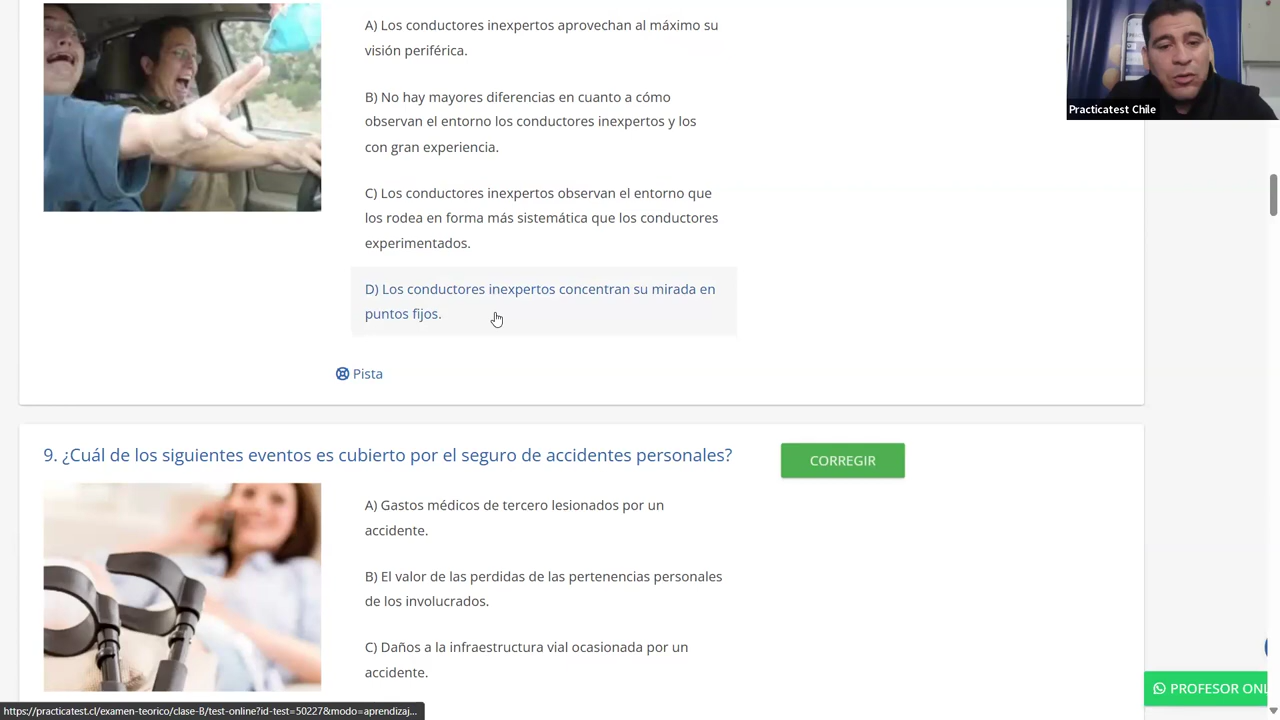 A) Los conductores inexpertos aprovechan al máximo su
visión periférica.
Practicatest Chile
B) No hay mayores diferencias en cuanto a cómo
observan el entorno los conductores inexpertos y los
con gran experiencia.
C) Los conductores inexpertos observan el entorno que
los rodea en forma más sistemática que los conductores
experimentados.
D) Los conductores inexpertos concentran su mirada en
puntos fijos.
Pista
9. ¿Cuál de los siguientes eventos es cubierto por el seguro de accidentes personales?
CORREGIR
A) Gastos médicos de tercero lesionados por un
accidente.
B) El valor de las perdidas de las pertenencias personales
de los involucrados.
C) Daños a la infraestructura vial ocasionada por un
accidente.
PROFESOR ONL
https://practicatest.cl/examen-teorico/clase-B/test-online?id-test=50227&modo=aprendizaj...